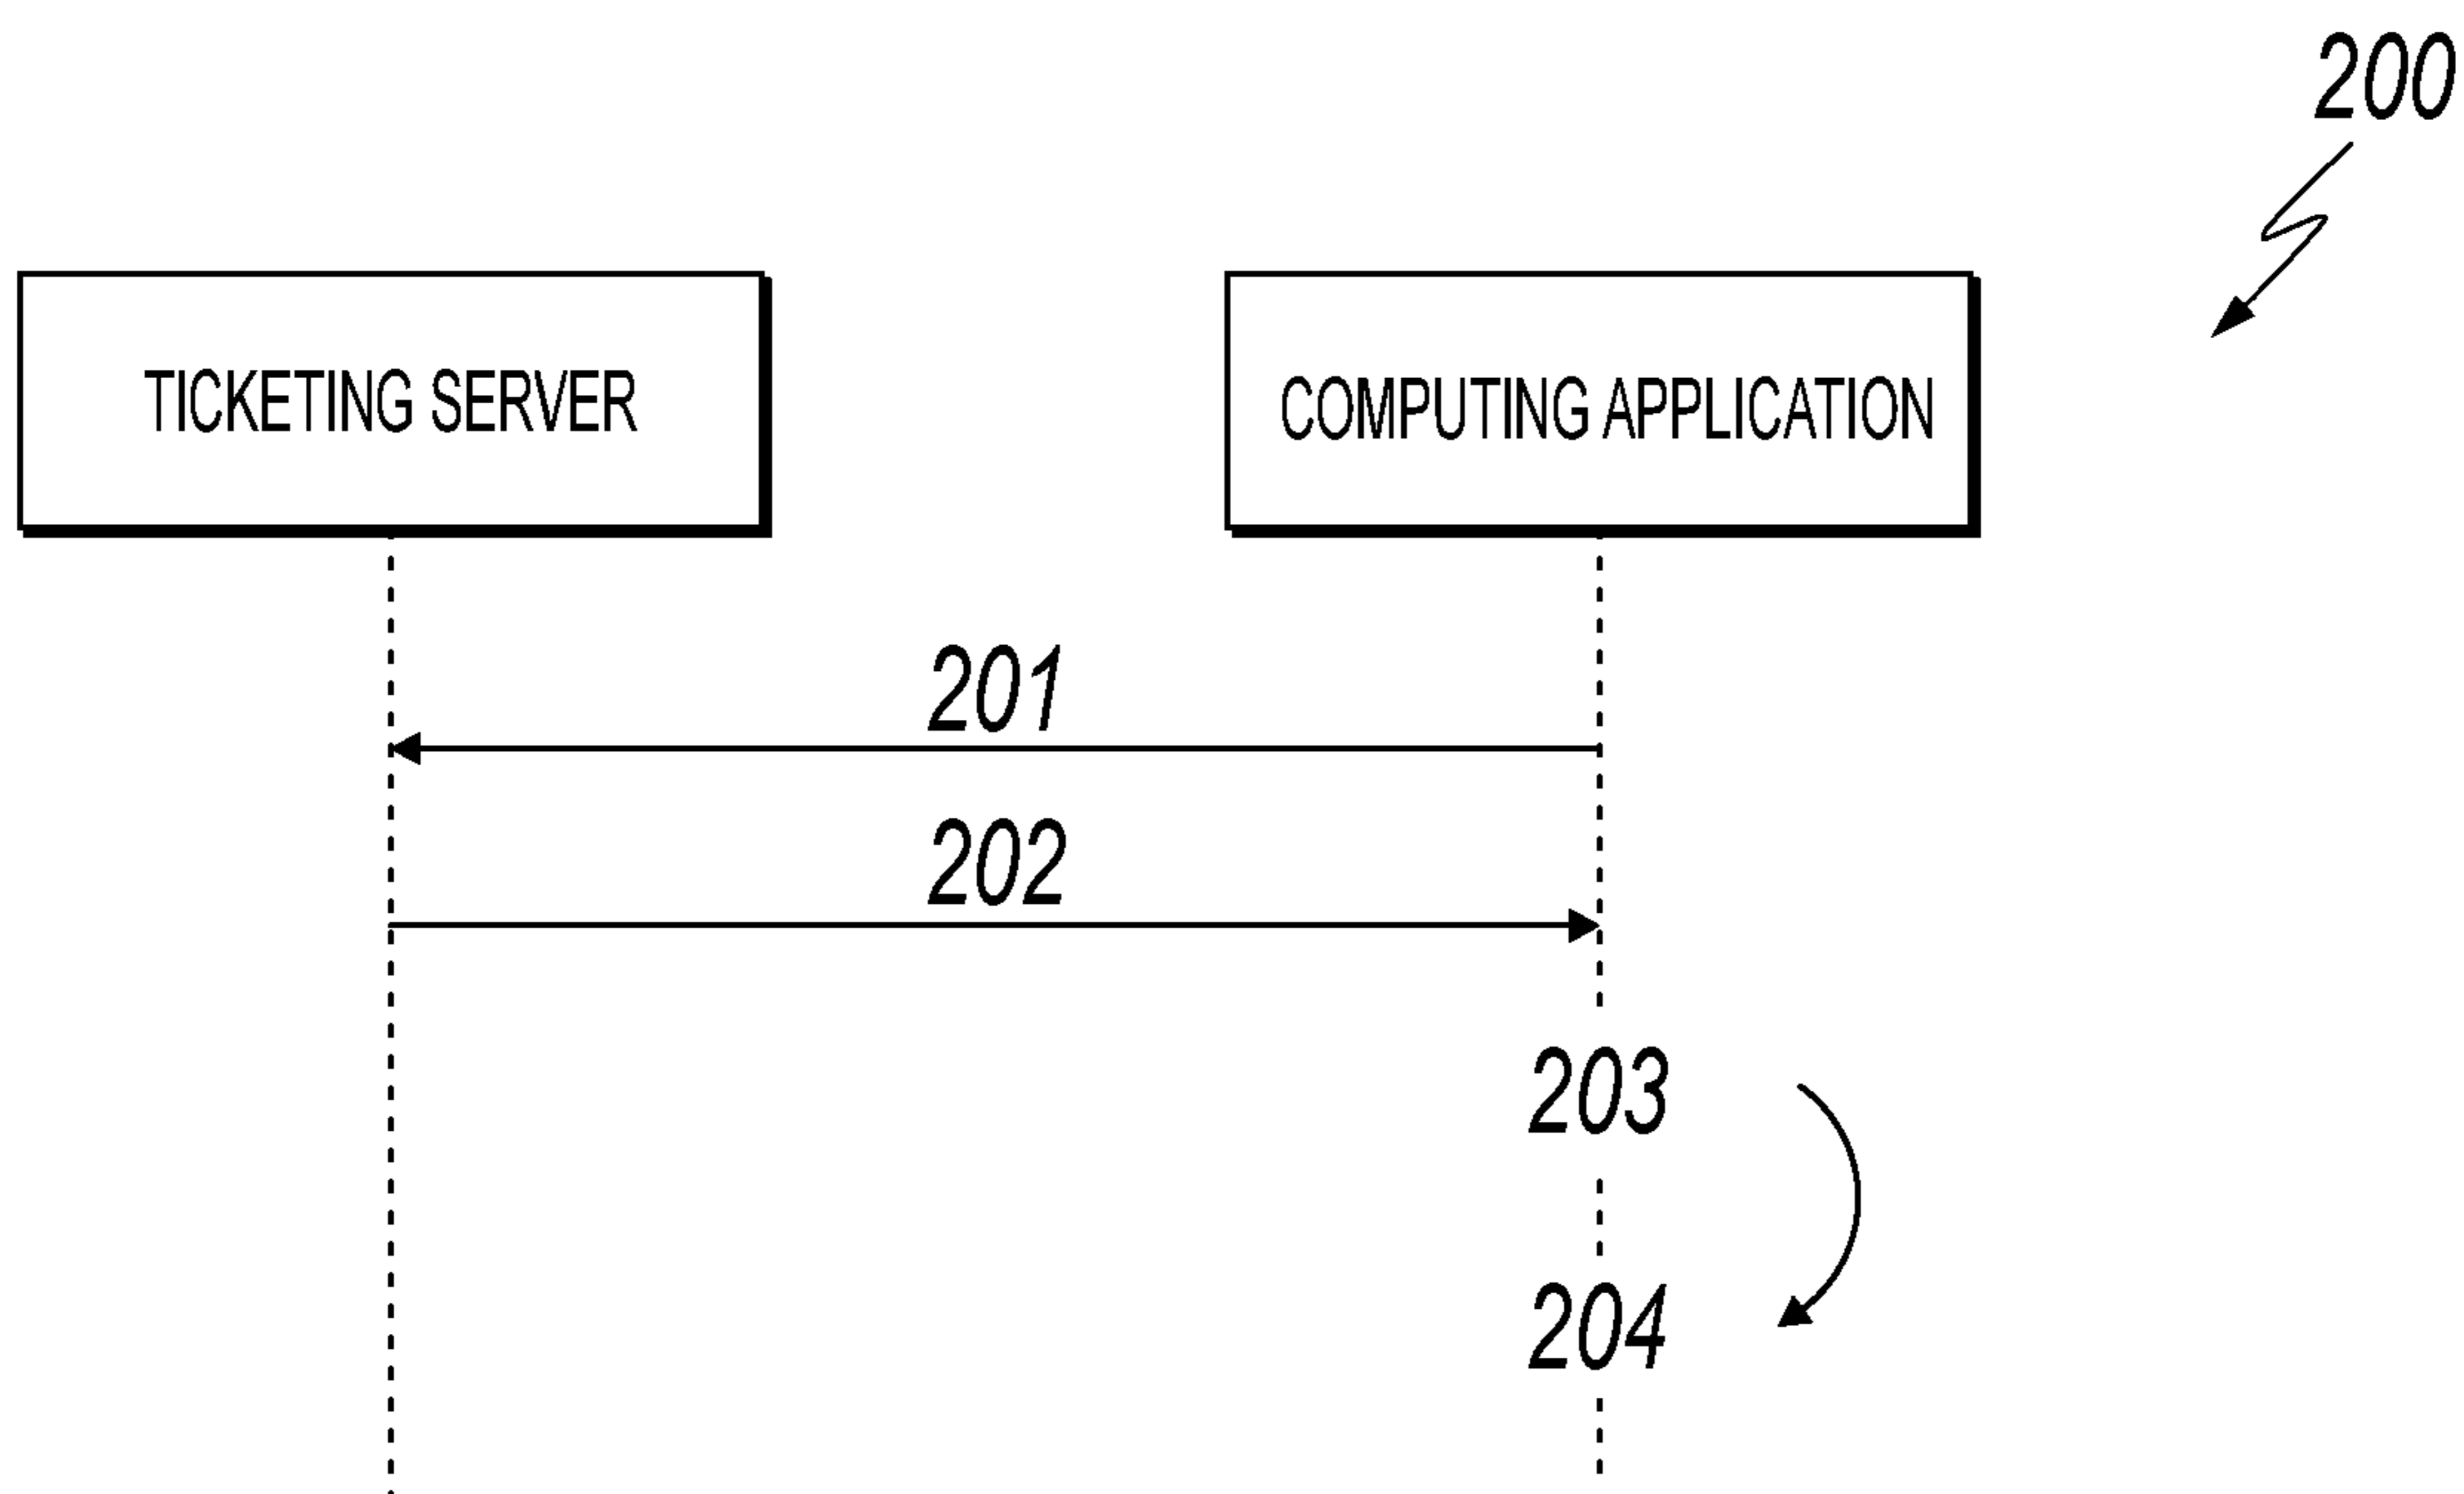 200
TICKETING SERVER
COMPUTING APPLICATION
201
202
203
204